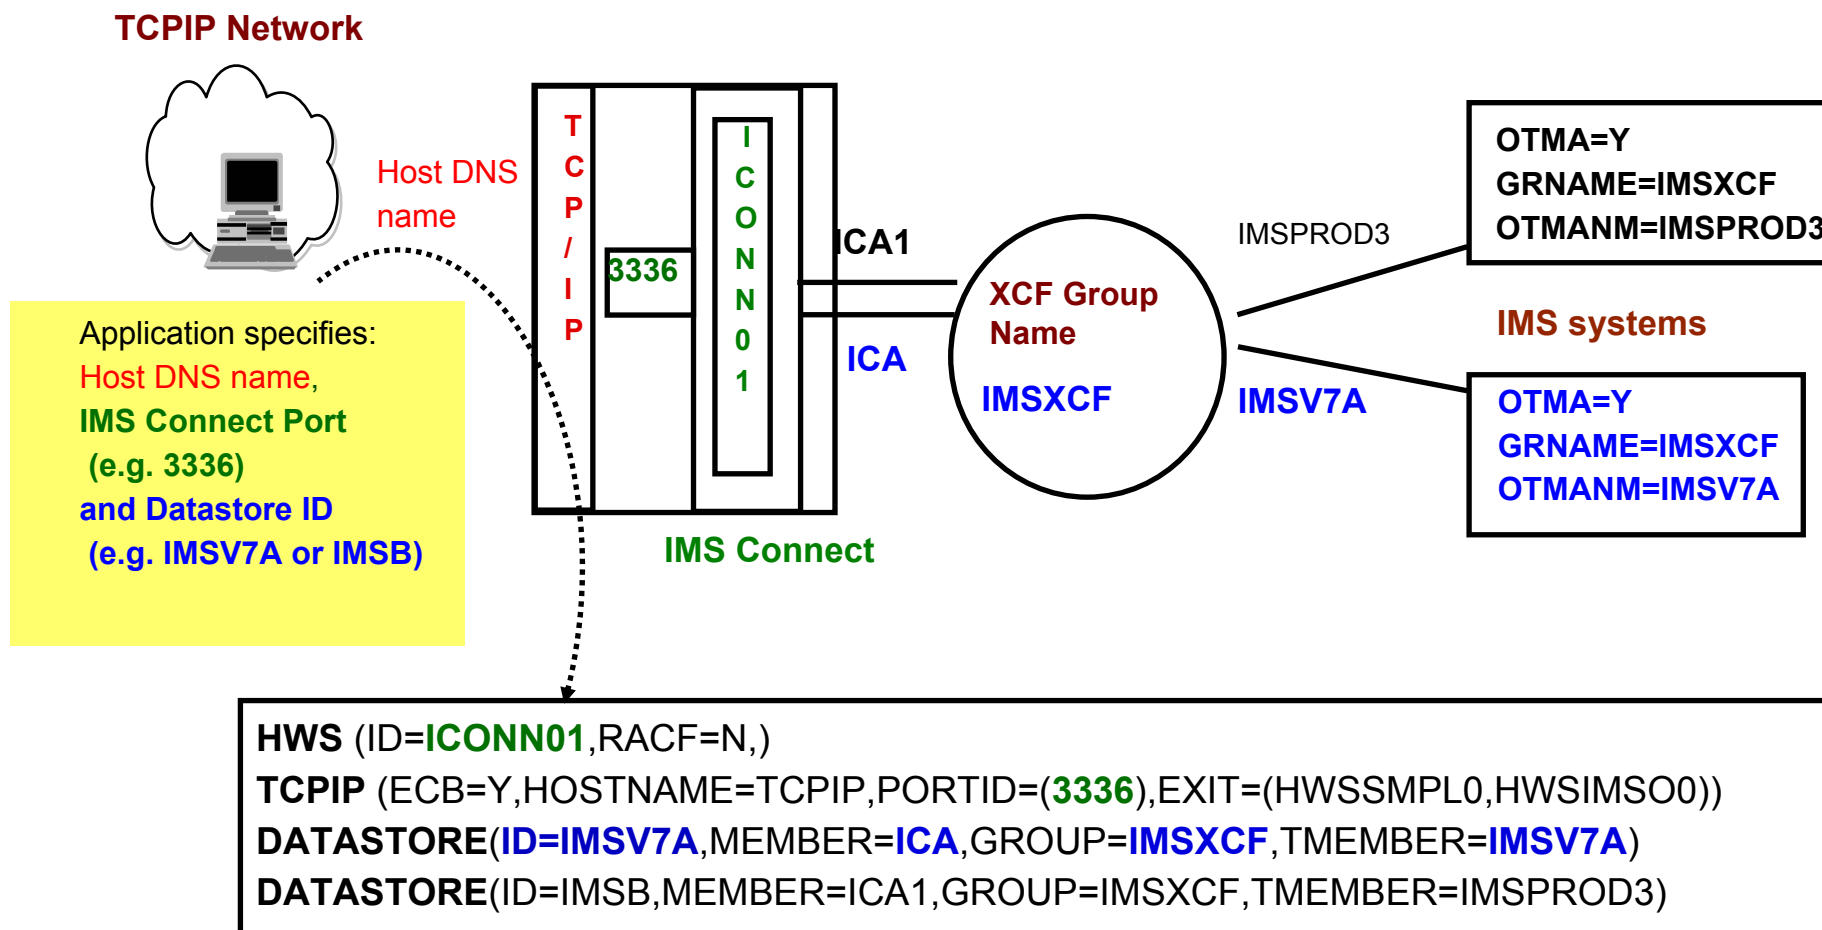 TCPIP Network
Host DNS
name
Application specifies:
Host DNS name,
IMS Connect Port
(e.g. 3336)
and Datastore ID
(e.g. IMSV7A or IMSB)
TCP/IP
3336
ICONN01
IMS Connect
ICA1
ICA
XCF Group
Name
IMSXCF
IMSPROD3
IMSV7A
OTMA=Y
GRNAME=IMSXCF
OTMANM=IMSPROD3
IMS systems
OTMA=Y
GRNAME=IMSXCF
OTMANM=IMSV7A
HWS (ID=ICONN01,RACF=N,)
TCPIP (ECB=Y,HOSTNAME=TCPIP,PORTID=(3336),EXIT=(HWSSMPL0,HWSIMSO0))
DATASTORE(ID=IMSV7A,MEMBER=ICA,GROUP=IMSXCF,TMEMBER=IMSV7A)
DATASTORE(ID=IMSB,MEMBER=ICA1,GROUP=IMSXCF,TMEMBER=IMSPROD3)